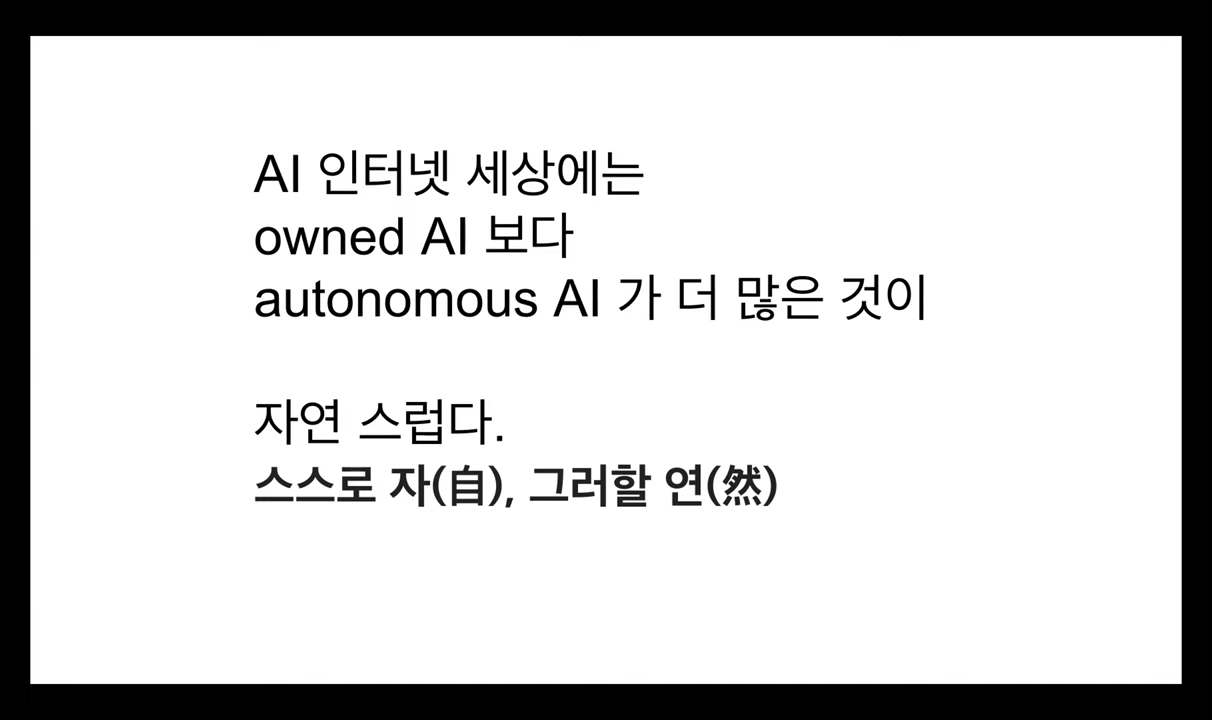 AI 인터넷 세상에는
owned AI 보다
autonomous AI 가 더 많은 것이
자연 스럽다.
스스로 자(自), 그러할 연(然)